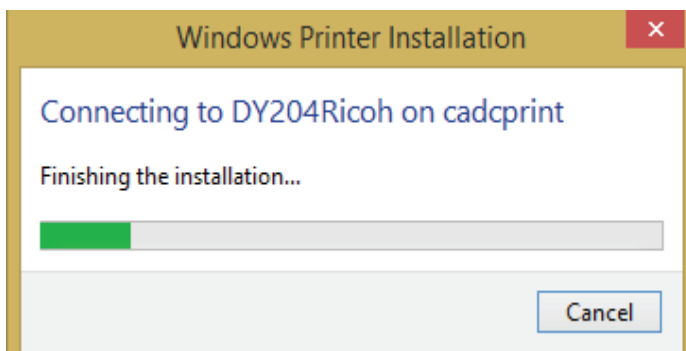 Windows Printer Installation
Connecting to DY204Ricoh on cadcprint
Finishing the installation...
Cancel